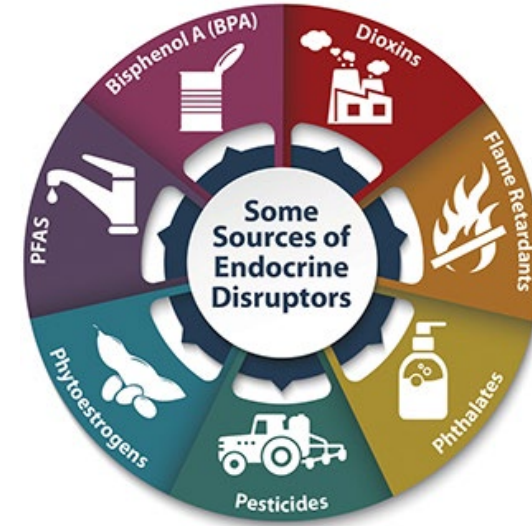 Some
Sources of
Endocrine
Disruptors
Bisphenol A (BPA)
Dioxins
Flame Retardants
Phthalates
Pesticides
Phytoestrogens
PFAS